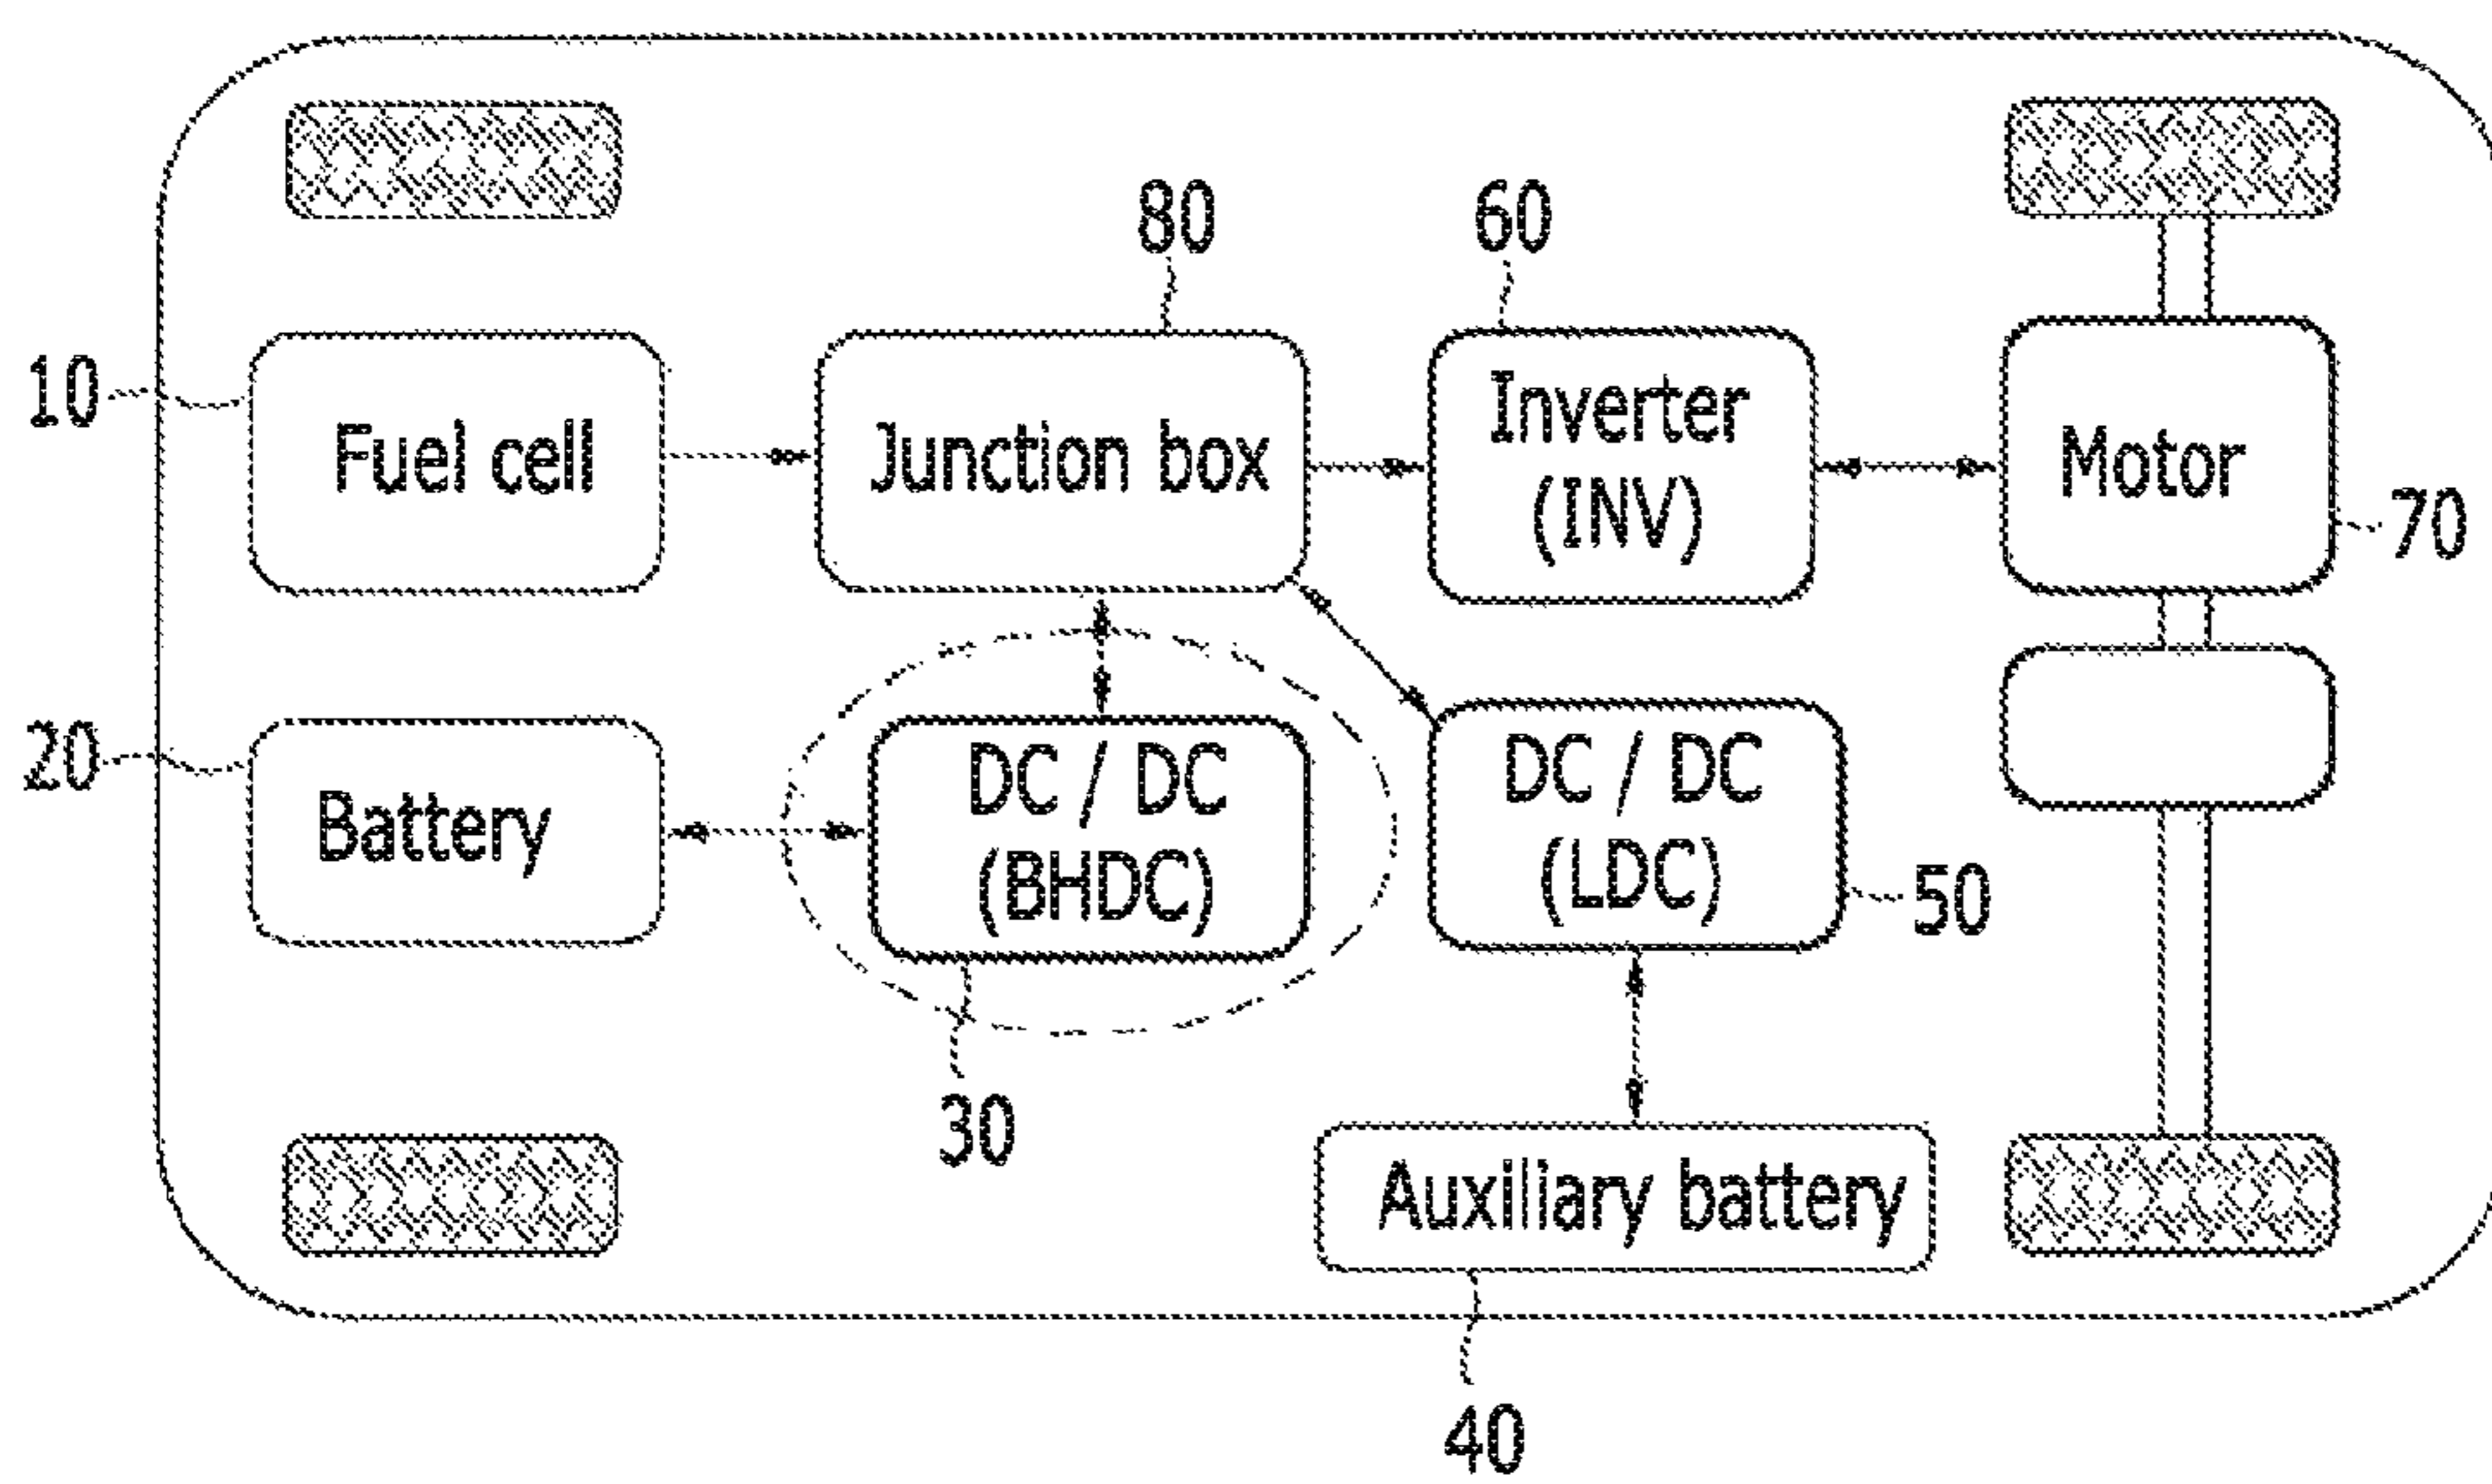 80
60
10
Fuel cell
Junction box
Inverter
(INV)
Motor
70
20
Battery
DC / DC
(BHDC)
DC / DC
(LDC)
50
30
Auxiliary battery
40